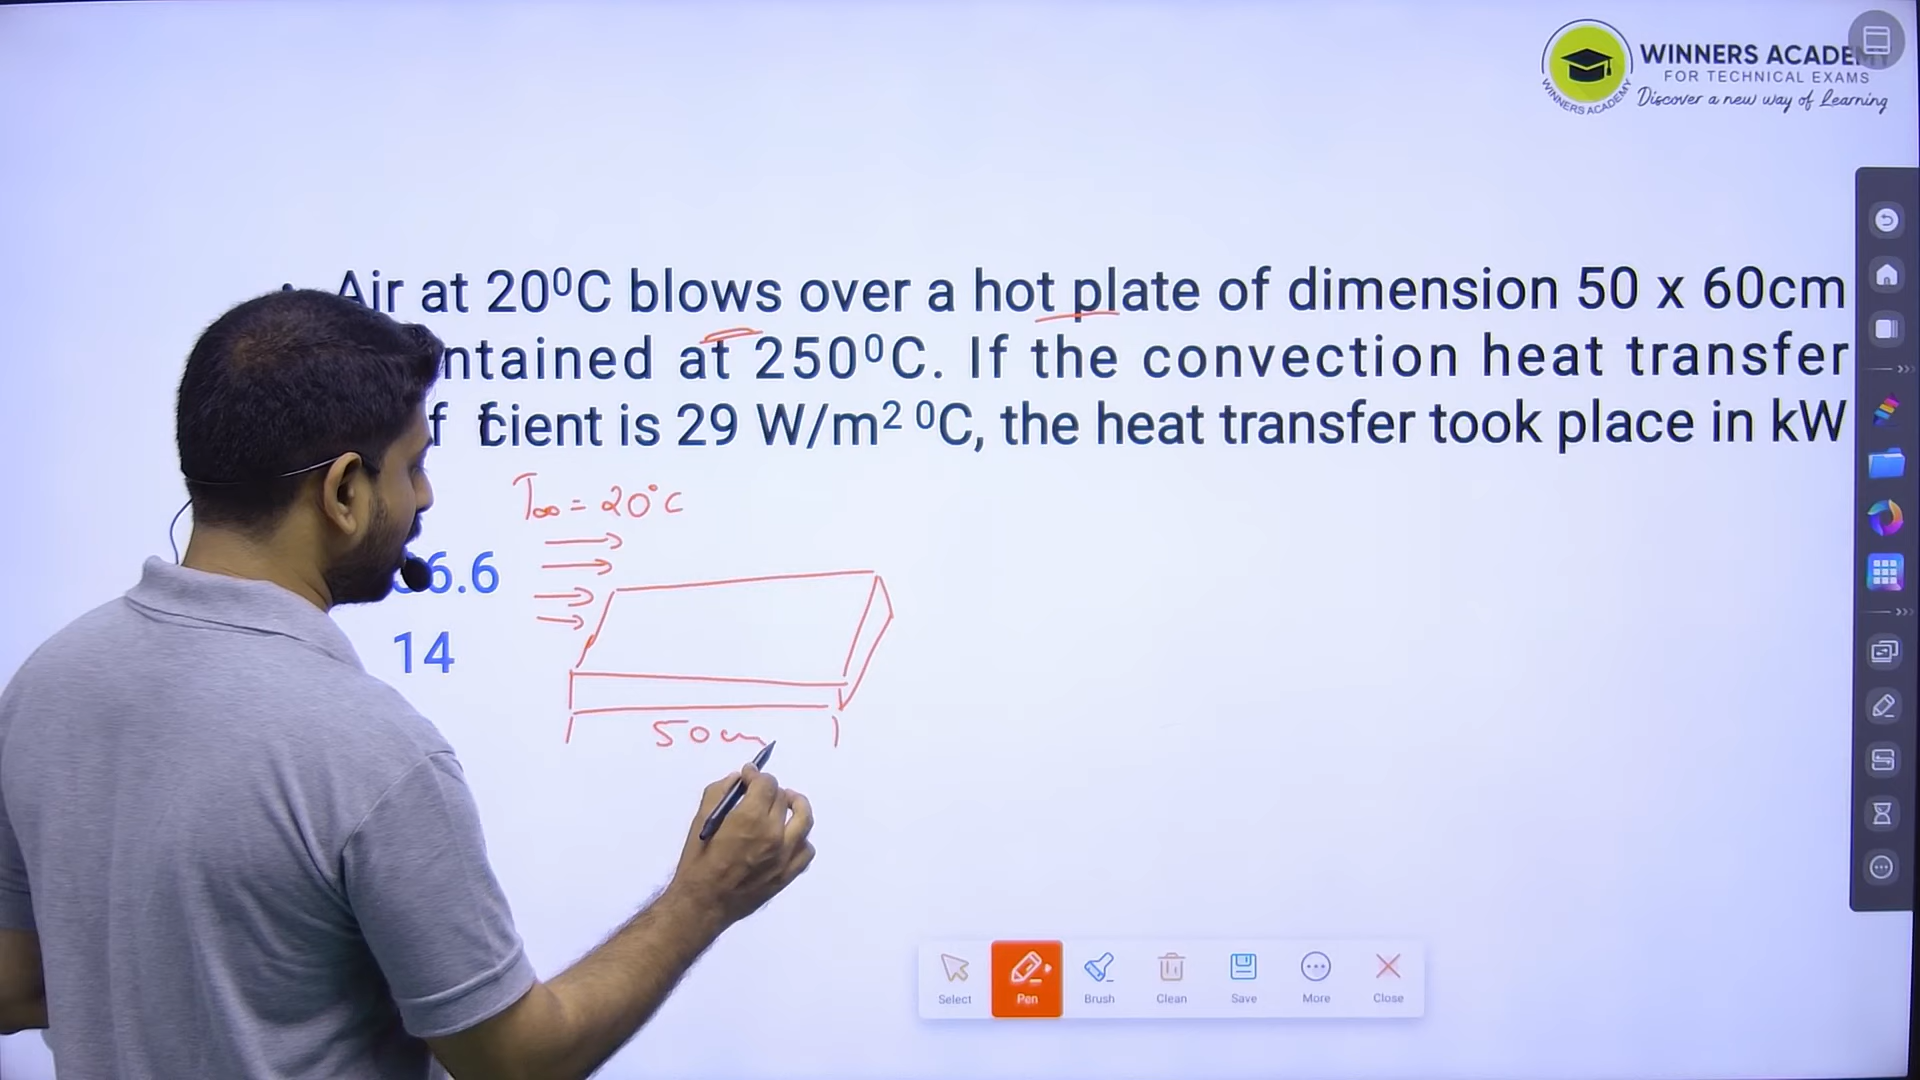 WINNERS ACADEMY
FOR TECHNICAL EXAMS
Discover a new way of Learning
WINNERS ACADEMY
Air at 20⁰C blows over a hot plate of dimension 50 x 60cm
ntained at 250⁰C. If the convection heat transfer
f cient is 29 W/m² ⁰C, the heat transfer took place in kW
T∞ = 20°C
6.6
14
50cm
Select
Pen
Brush
Clean
Save
More
Close